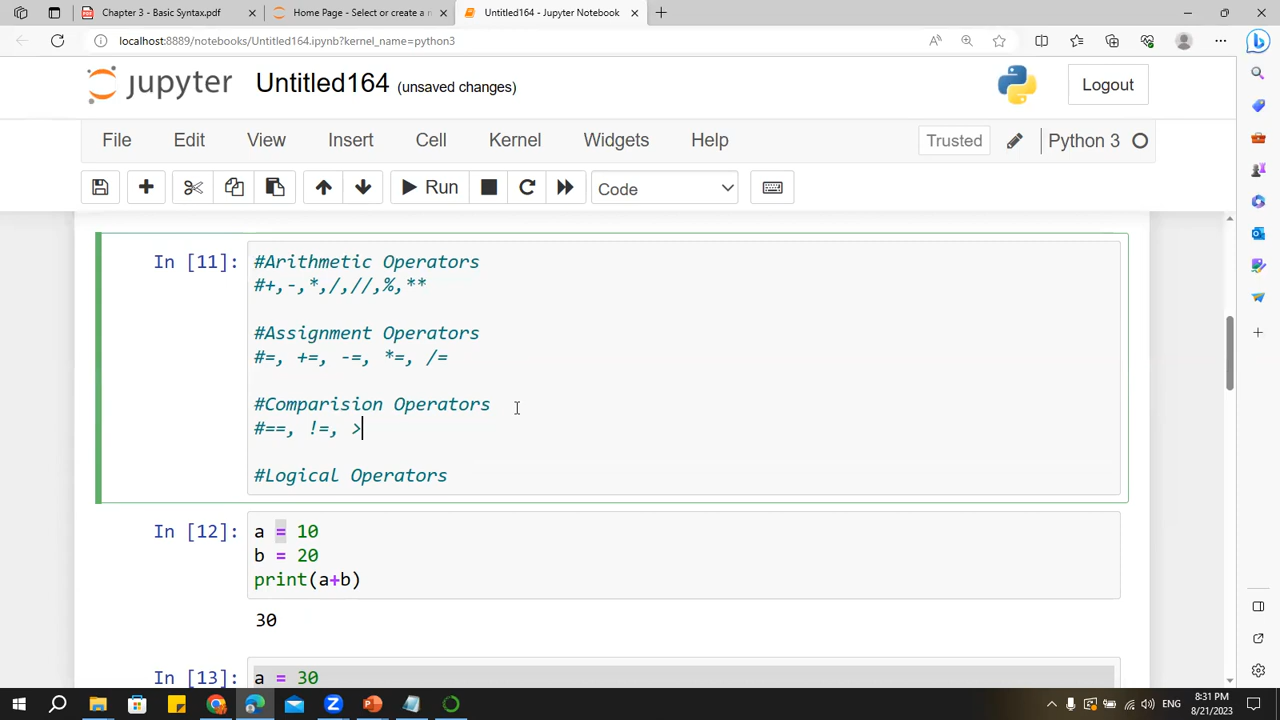 Chapter 3 - Basic Syntax.pdf
Home Page - Select or create a n
Untitled164 - Jupyter Notebook
localhost:8889/notebooks/Untitled164.ipynb?kernel_name=python3
jupyter Untitled164 (unsaved changes)
Logout
File Edit View Insert Cell Kernel Widgets Help
Trusted
Python 3
Run
Code
In [11]:
#Arithmetic Operators
#+,-,*,/,//,%,**
#Assignment Operators
#=, +=, -=, *=, /=
#Comparision Operators
#==, !=, >
#Logical Operators
In [12]:
a = 10
b = 20
print(a+b)
30
In [13]:
a = 30
ENG
8:31 PM
8/21/2023